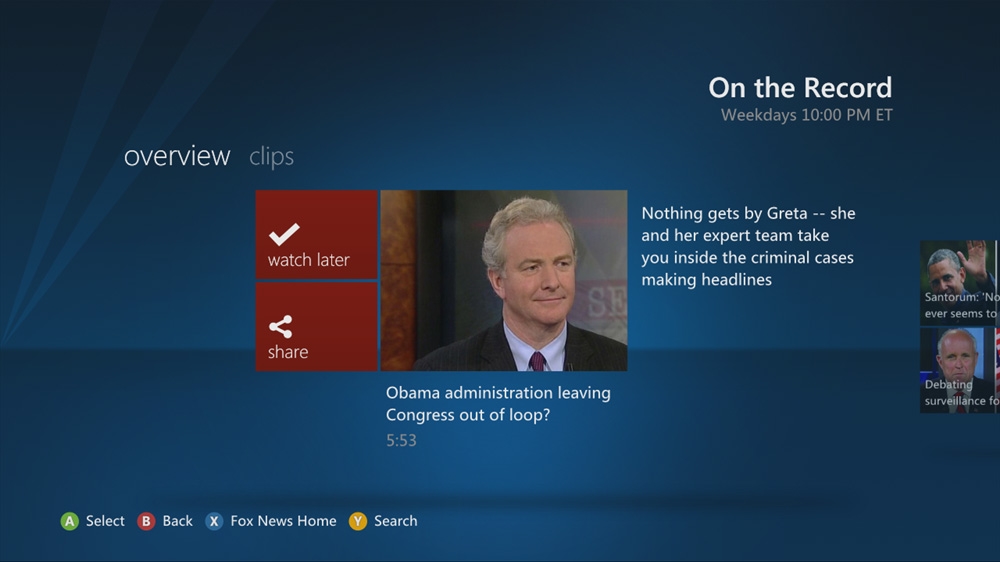 On the Record
Weekdays 10:00 PM ET
overview clips
watch later
share
Nothing gets by Greta -- she
and her expert team take
you inside the criminal cases
making headlines
Obama administration leaving
Congress out of loop?
5:53
Santorum: 'No
ever seems to
Debating
surveillance fo
A Select B Back X Fox News Home Y Search